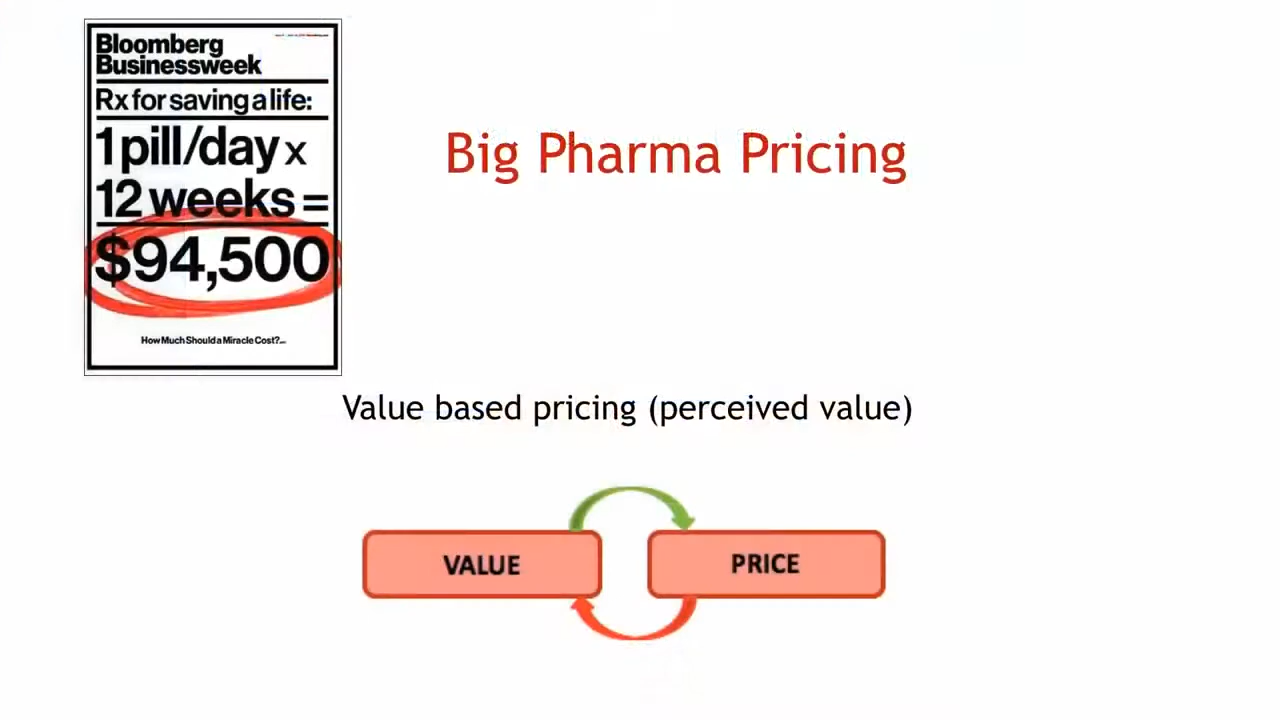 Bloomberg
Businessweek
Rx for saving a life:
1 pill/day x
12 weeks =
$94,500
How Much Should a Miracle Cost?...
Big Pharma Pricing
Value based pricing (perceived value)
VALUE
PRICE